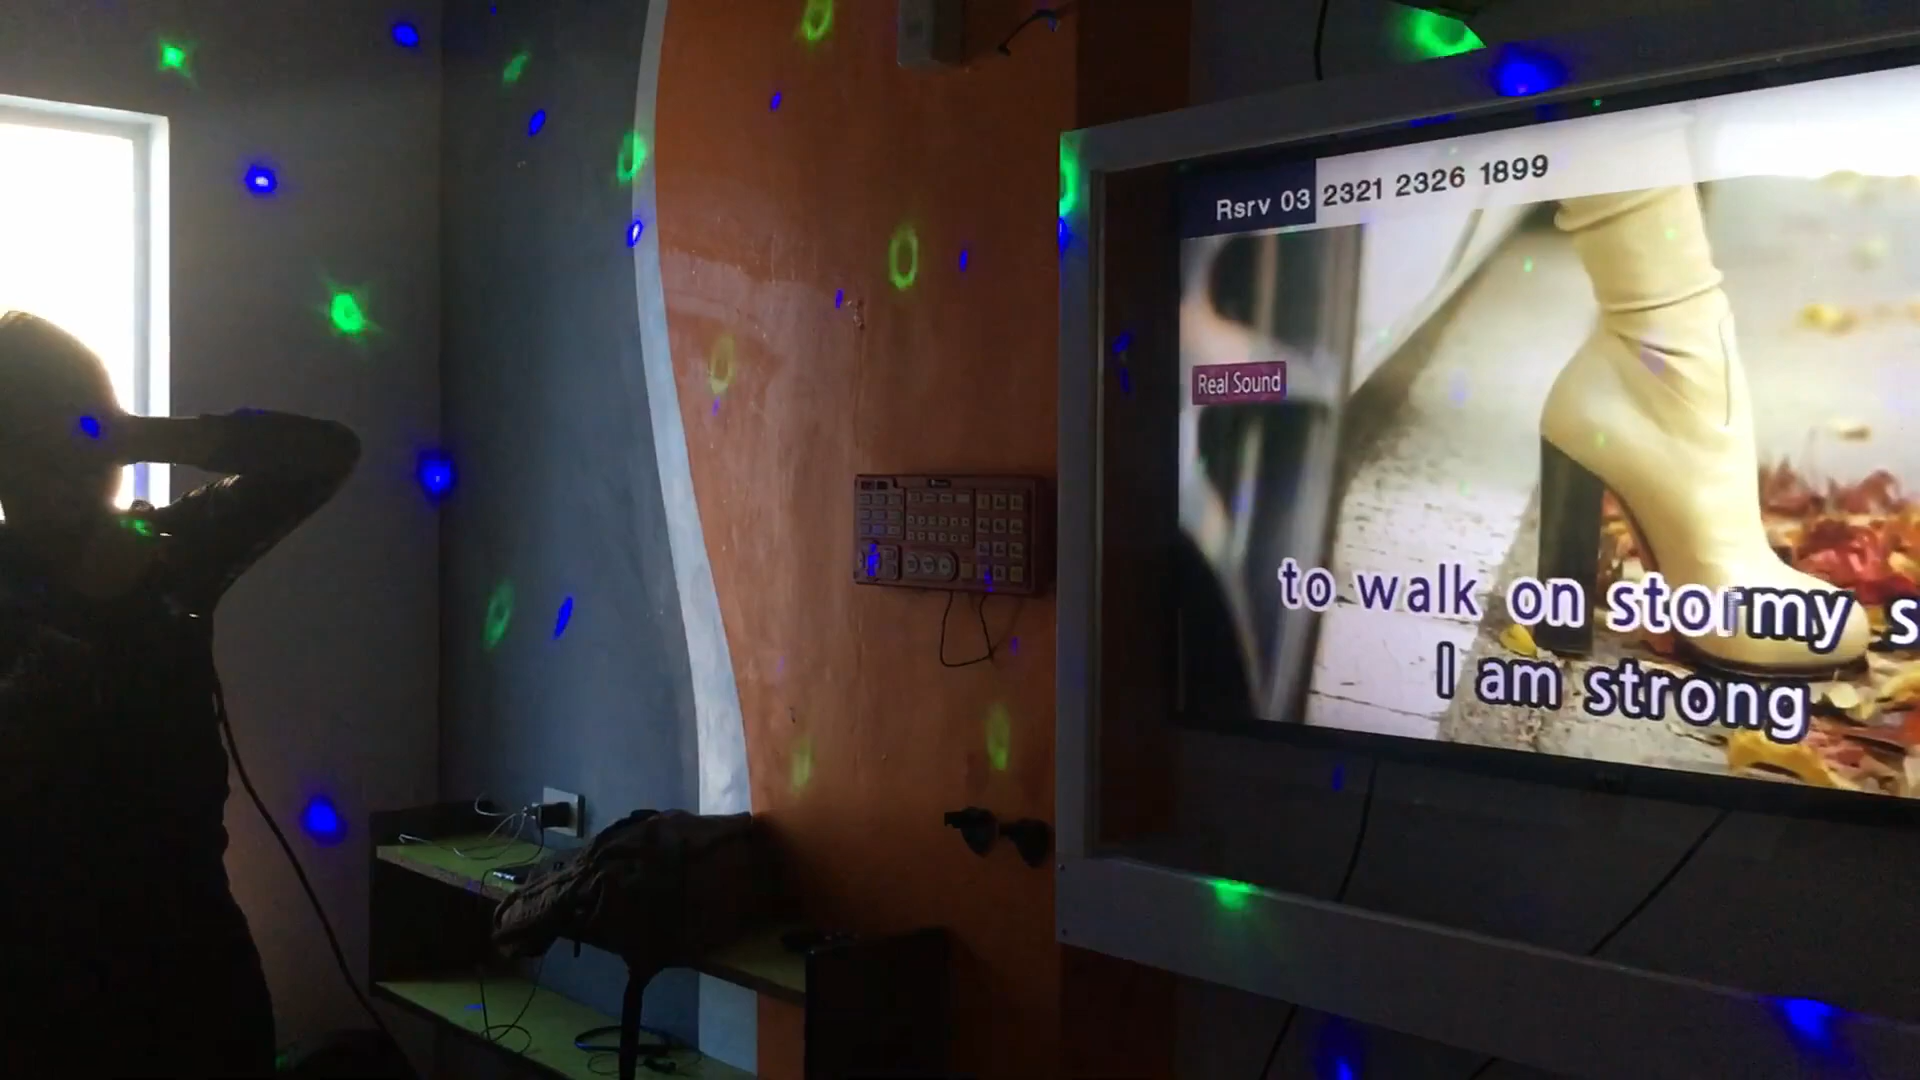 Rsrv 03 2321 2326 1899
Real Sound
to walk on stormy s
I am strong